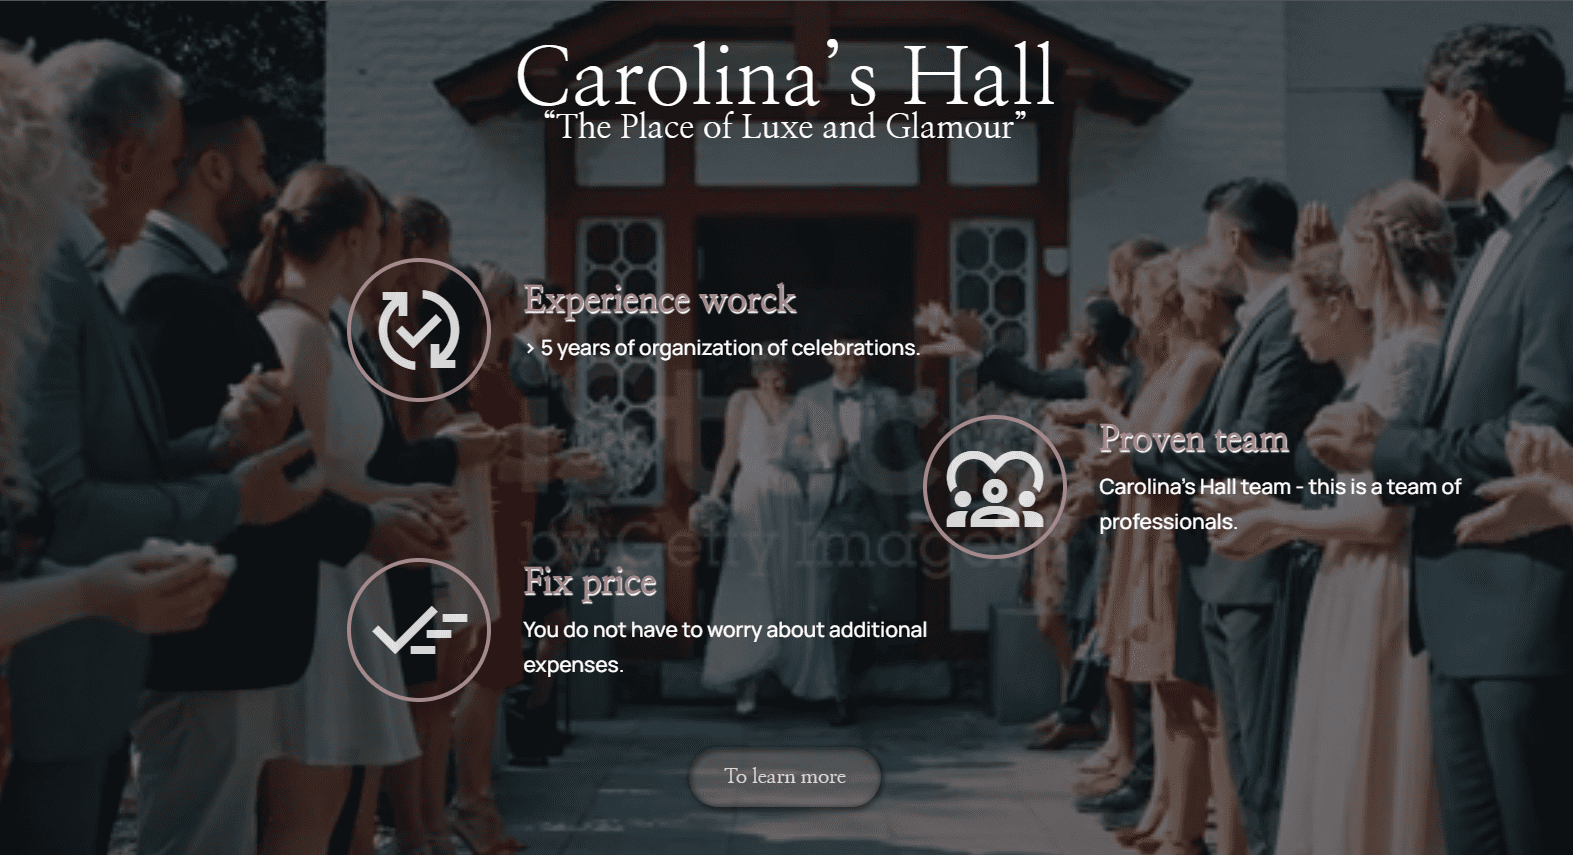 Carolina’s Hall
“The Place of Luxe and Glamour”
Experience worck
> 5 years of organization of celebrations.
Proven team
Carolina’s Hall team - this is a team of
professionals.
by Getty Images
Fix price
You do not have to worry about additional
expenses.
To learn more